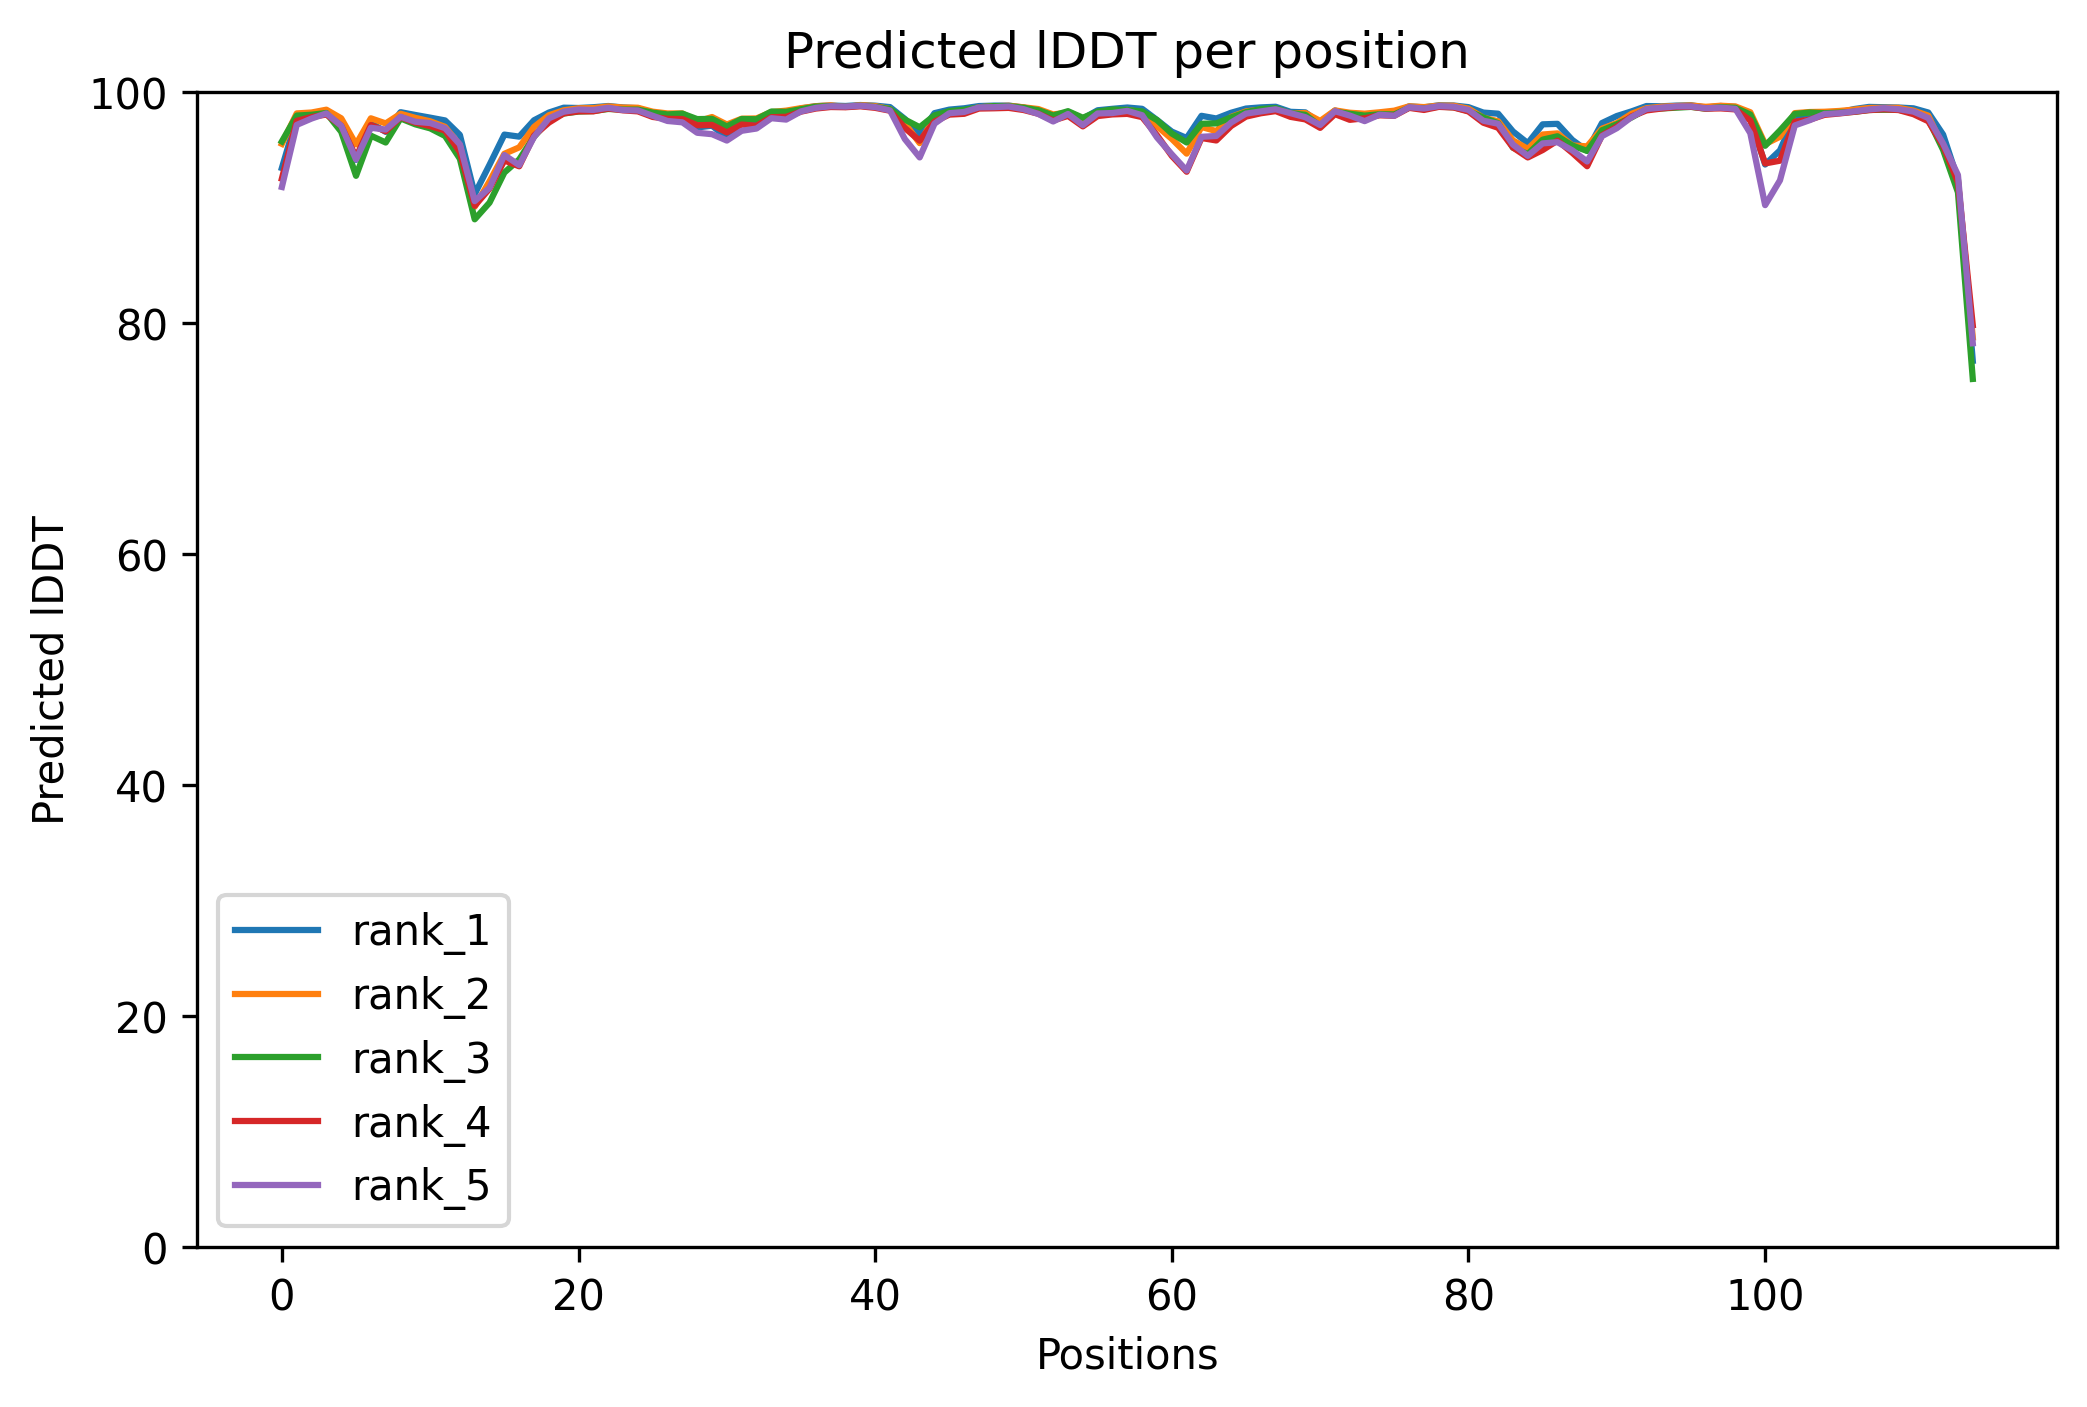 Predicted lDDT per position
100
80
60
40
20
0
Predicted lDDT
rank_1
rank_2
rank_3
rank_4
rank_5
0 20 40 60 80 100
Positions